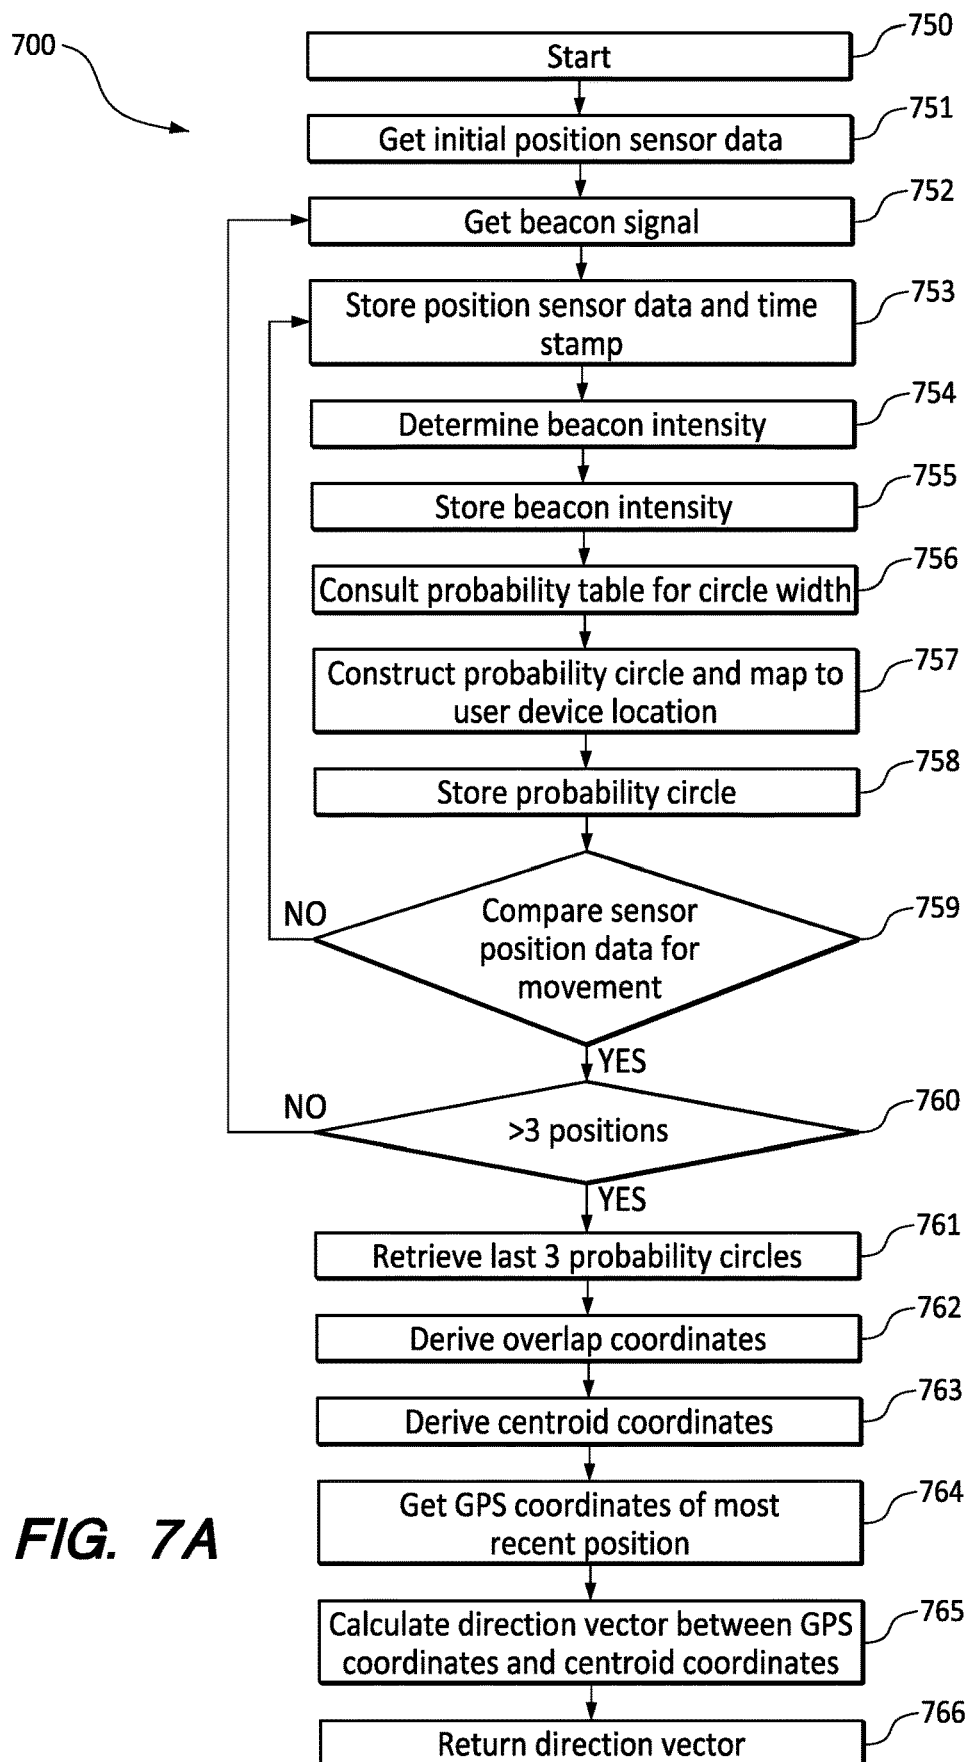 700
750
Start
751
Get initial position sensor data
752
Get beacon signal
753
Store position sensor data and time
stamp
754
Determine beacon intensity
755
Store beacon intensity
756
Consult probability table for circle width
757
Construct probability circle and map to
user device location
758
Store probability circle
759
NO
Compare sensor
position data for
movement
YES
760
NO
>3 positions
YES
761
Retrieve last 3 probability circles
762
Derive overlap coordinates
763
Derive centroid coordinates
764
Get GPS coordinates of most
recent position
FIG. 7A
765
Calculate direction vector between GPS
coordinates and centroid coordinates
766
Return direction vector